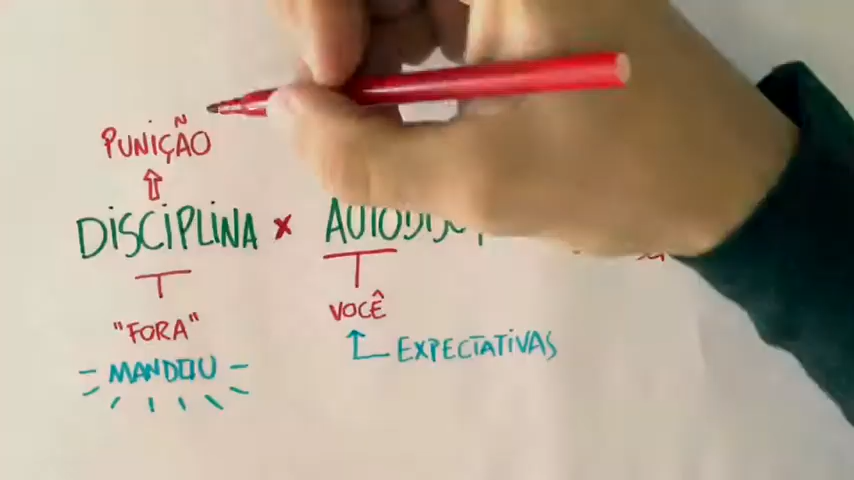 PUNIÇÃO
DISCIPLINA x
"FORA"
VOCÊ
MANDOU
EXPECTATIVAS